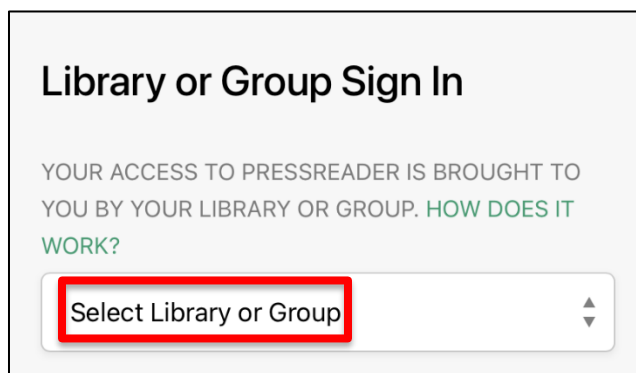 Library or Group Sign In
YOUR ACCESS TO PRESSREADER IS BROUGHT TO
YOU BY YOUR LIBRARY OR GROUP. HOW DOES IT
WORK?
Select Library or Group